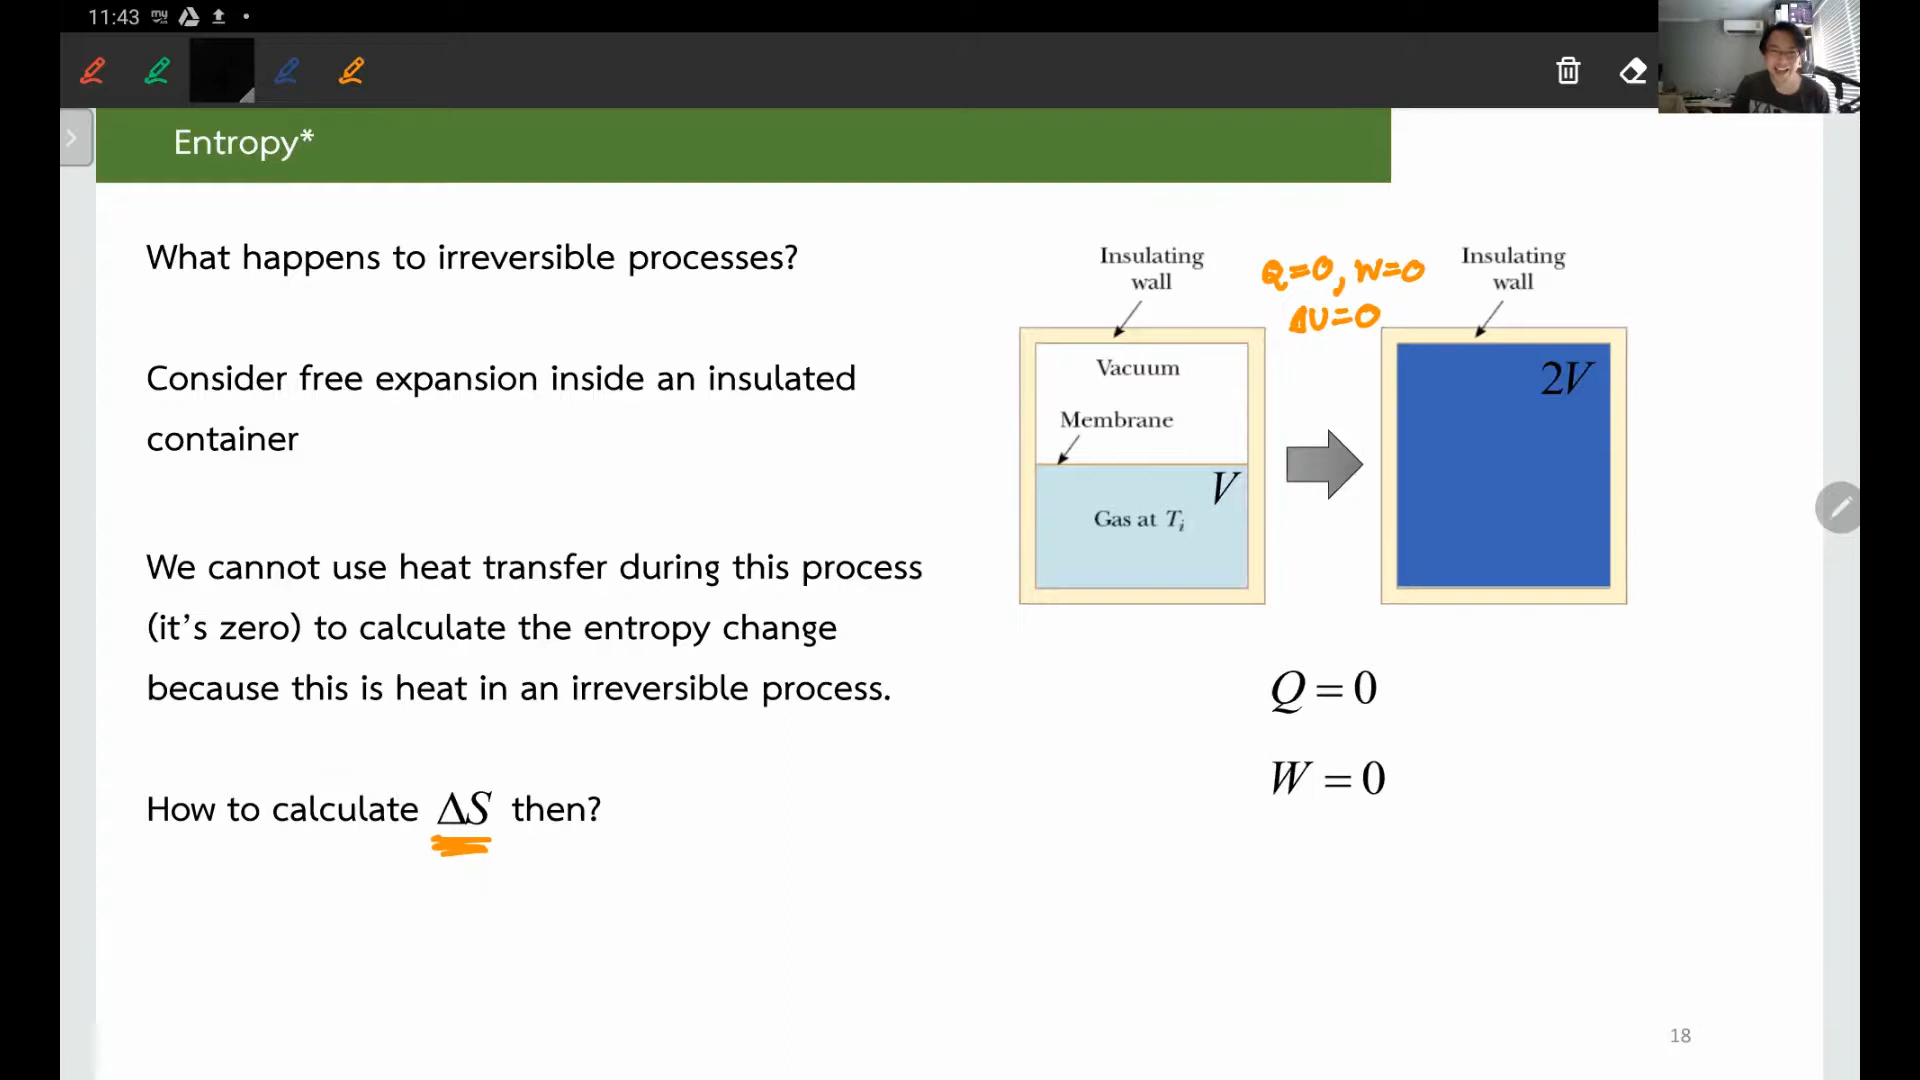 11:43
Entropy*
What happens to irreversible processes?
Consider free expansion inside an insulated
container
We cannot use heat transfer during this process
(it's zero) to calculate the entropy change
because this is heat in an irreversible process.
How to calculate ΔS then?
Insulating
wall
Vacuum
Membrane
V
Gas at Tᵢ
Q=0, W=0
ΔU=0
Insulating
wall
2V
Q = 0
W = 0
18